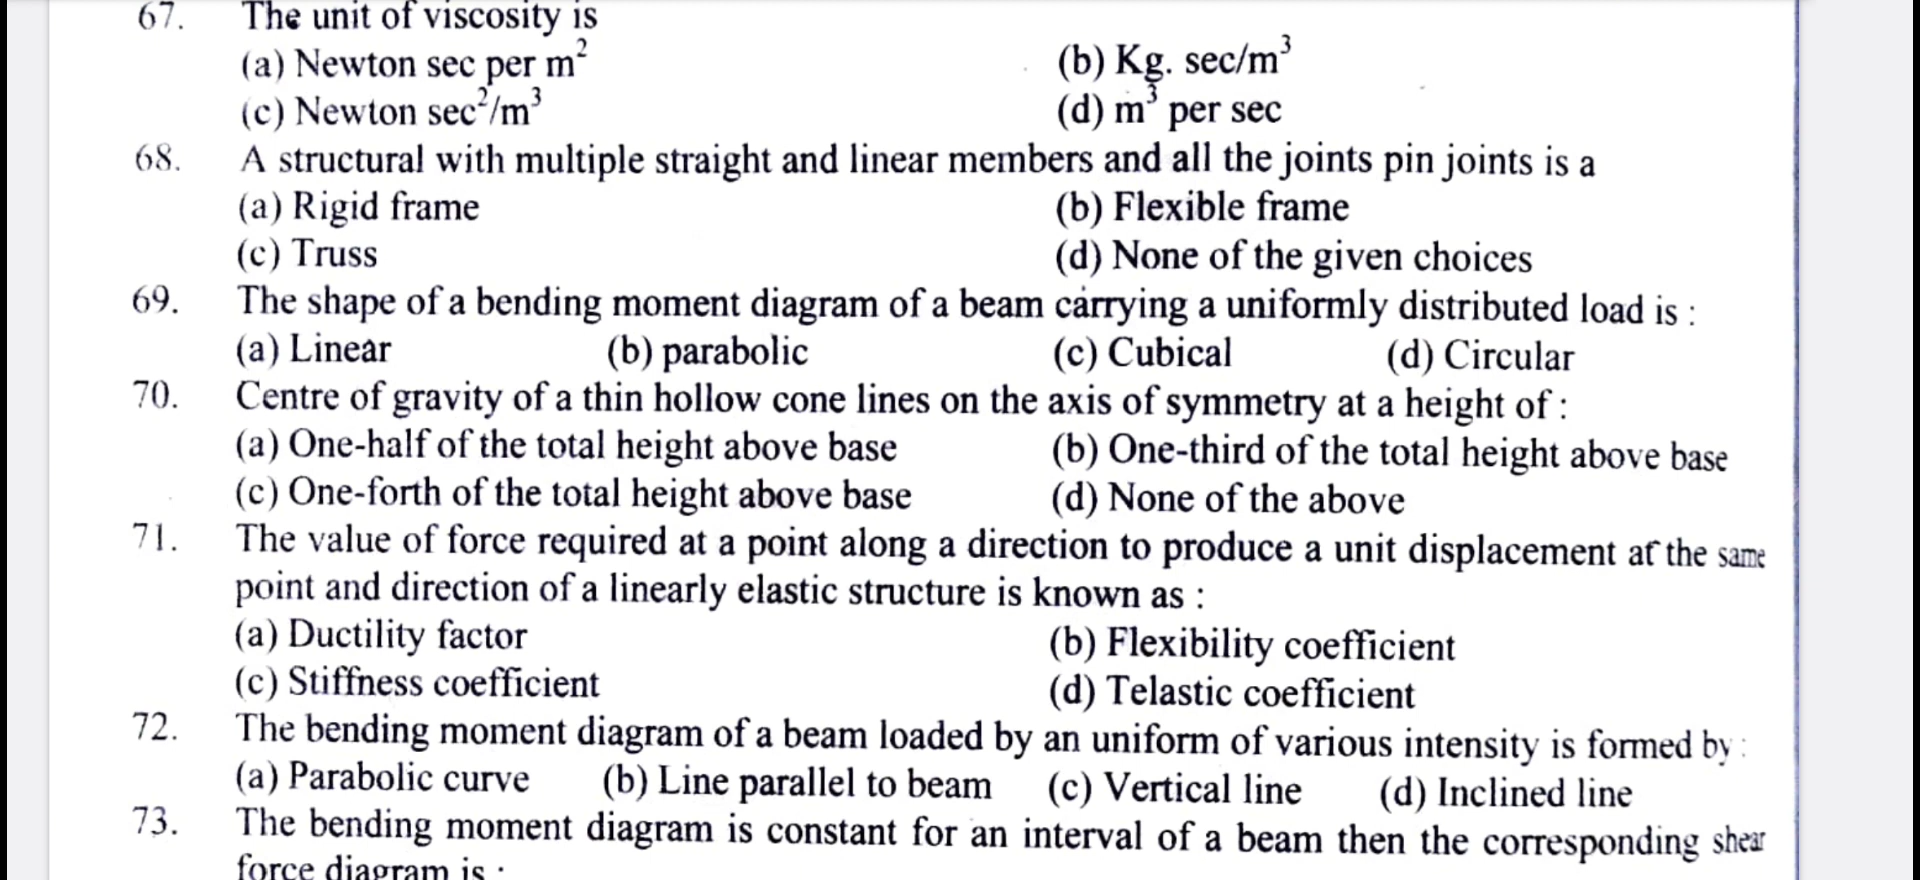 67. The unit of viscosity is
(a) Newton sec per m² (b) Kg. sec/m³
(c) Newton sec²/m³ (d) m³ per sec
68. A structural with multiple straight and linear members and all the joints pin joints is a
(a) Rigid frame (b) Flexible frame
(c) Truss (d) None of the given choices
69. The shape of a bending moment diagram of a beam carrying a uniformly distributed load is :
(a) Linear (b) parabolic (c) Cubical (d) Circular
70. Centre of gravity of a thin hollow cone lines on the axis of symmetry at a height of :
(a) One-half of the total height above base (b) One-third of the total height above base
(c) One-forth of the total height above base (d) None of the above
71. The value of force required at a point along a direction to produce a unit displacement at the same
point and direction of a linearly elastic structure is known as :
(a) Ductility factor (b) Flexibility coefficient
(c) Stiffness coefficient (d) Telastic coefficient
72. The bending moment diagram of a beam loaded by an uniform of various intensity is formed by :
(a) Parabolic curve (b) Line parallel to beam (c) Vertical line (d) Inclined line
73. The bending moment diagram is constant for an interval of a beam then the corresponding shear
force diagram is :